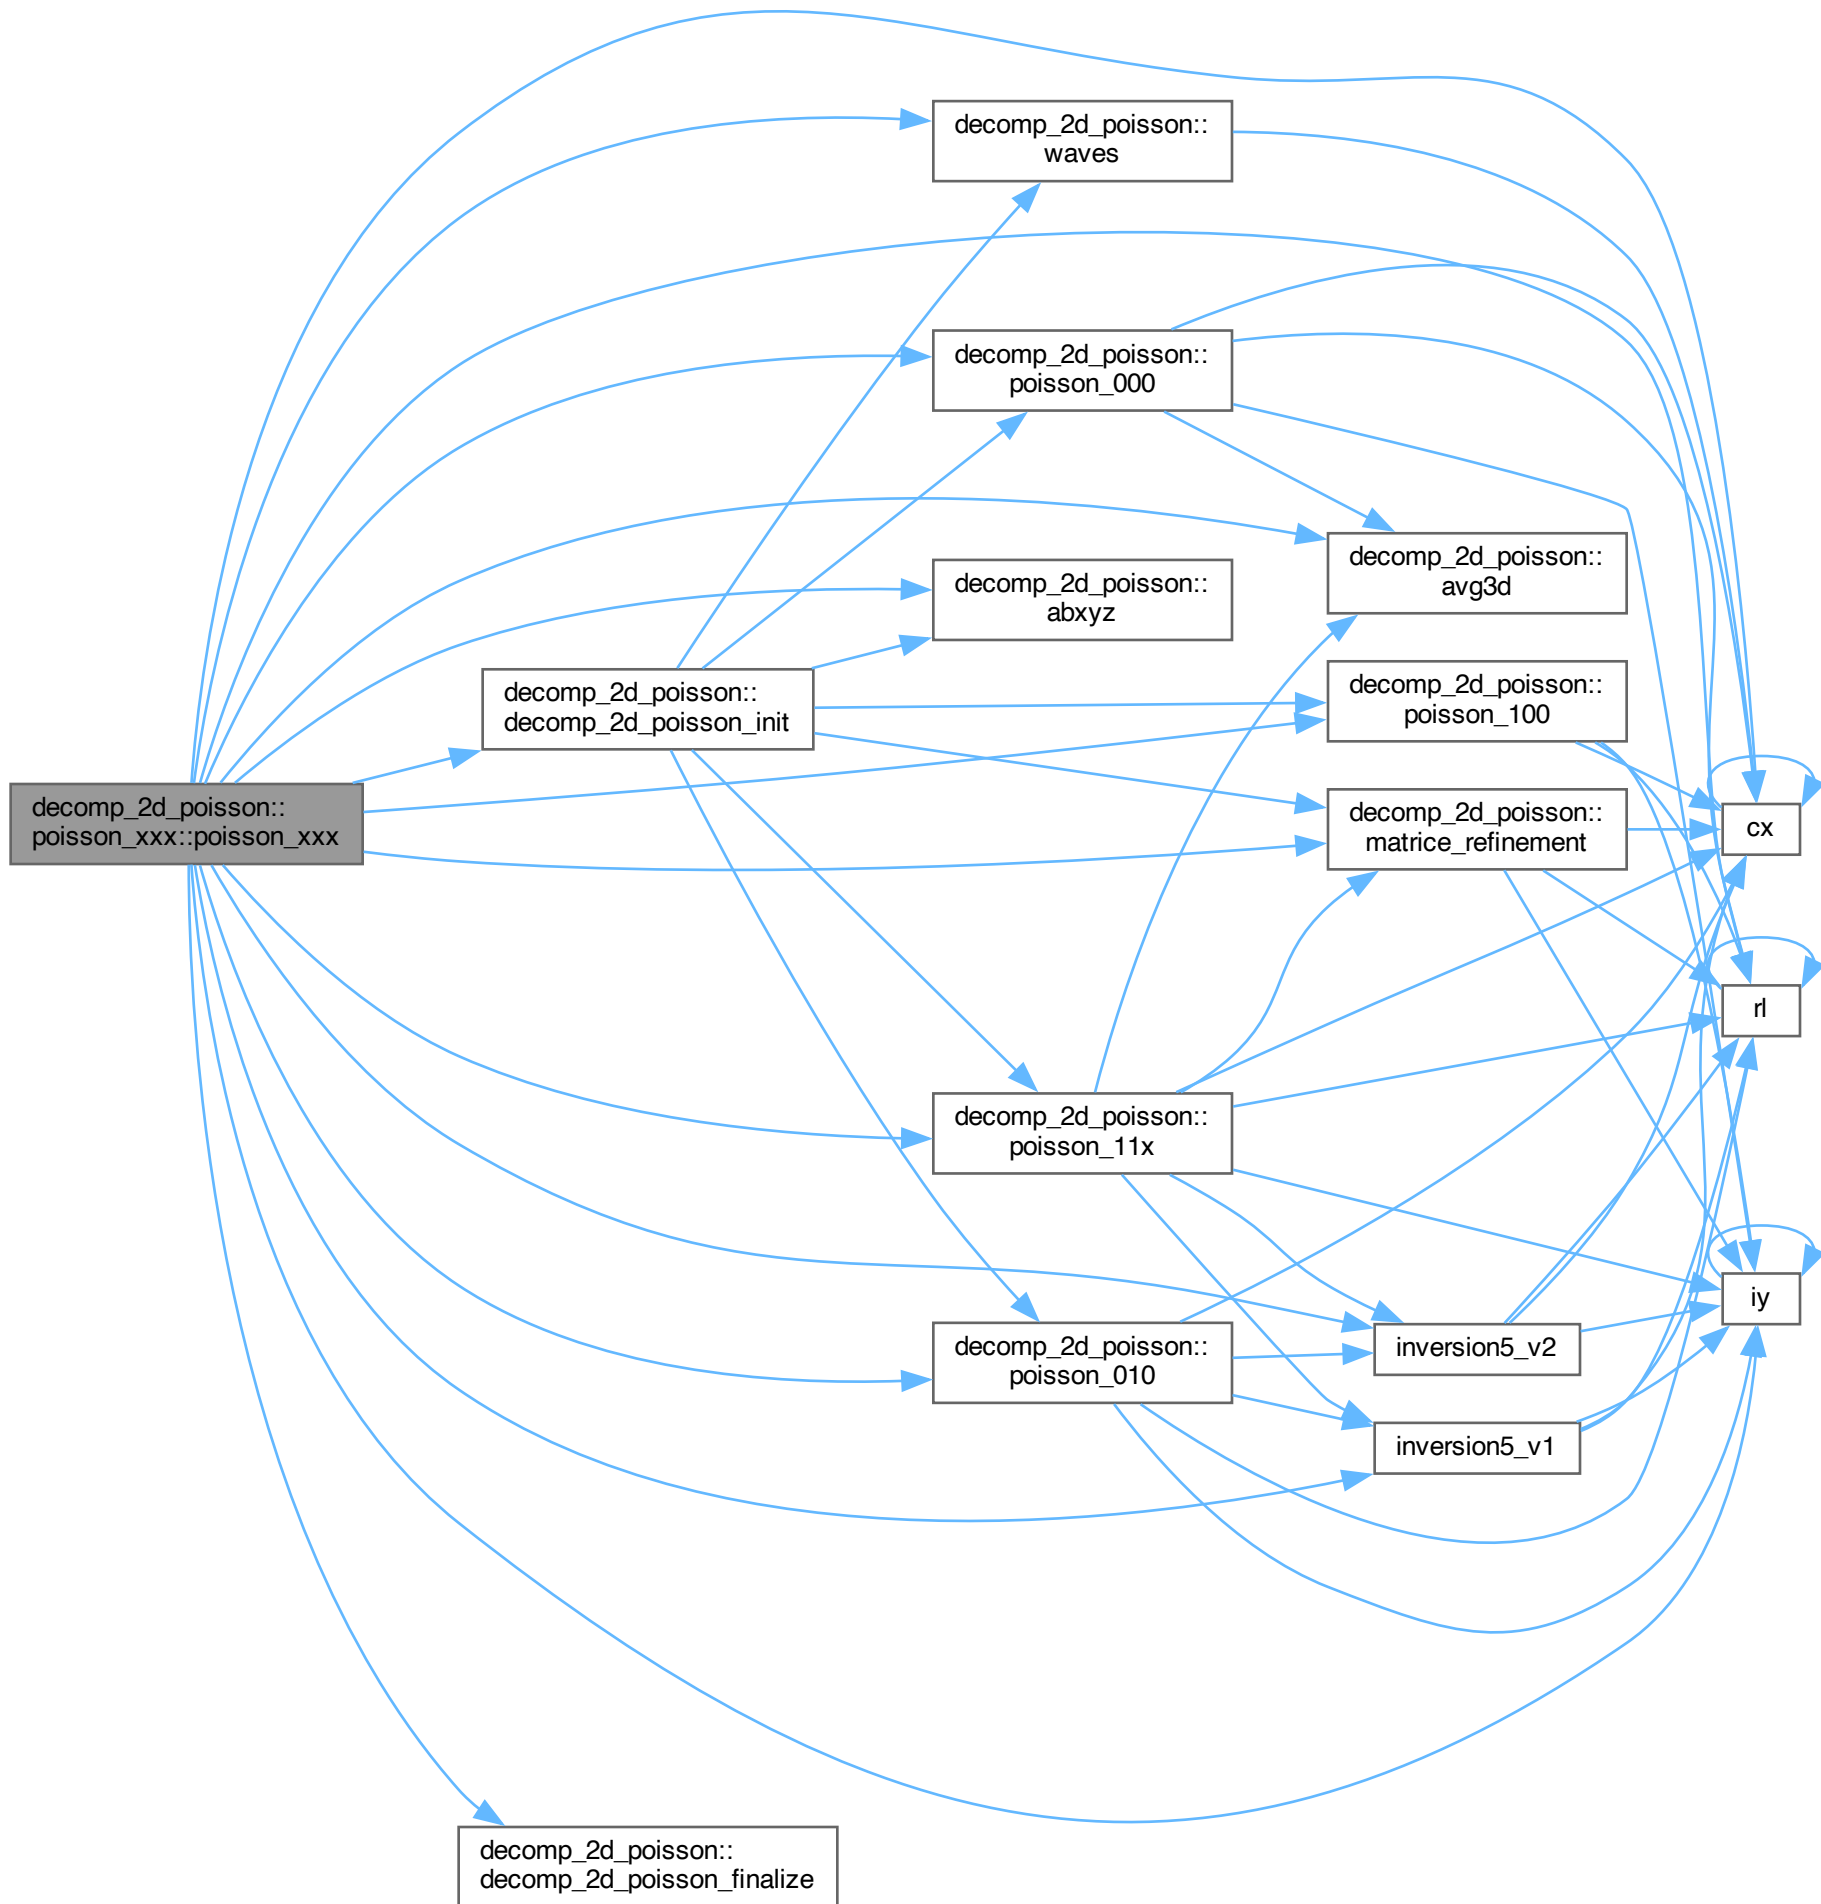 decomp_2d_poisson::
poisson_xxx::poisson_xxx
decomp_2d_poisson::
decomp_2d_poisson_init
decomp_2d_poisson::
decomp_2d_poisson_finalize
decomp_2d_poisson::
waves
decomp_2d_poisson::
poisson_000
decomp_2d_poisson::
abxyz
decomp_2d_poisson::
poisson_11x
decomp_2d_poisson::
poisson_010
decomp_2d_poisson::
avg3d
decomp_2d_poisson::
poisson_100
decomp_2d_poisson::
matrice_refinement
inversion5_v2
inversion5_v1
cx
rl
iy